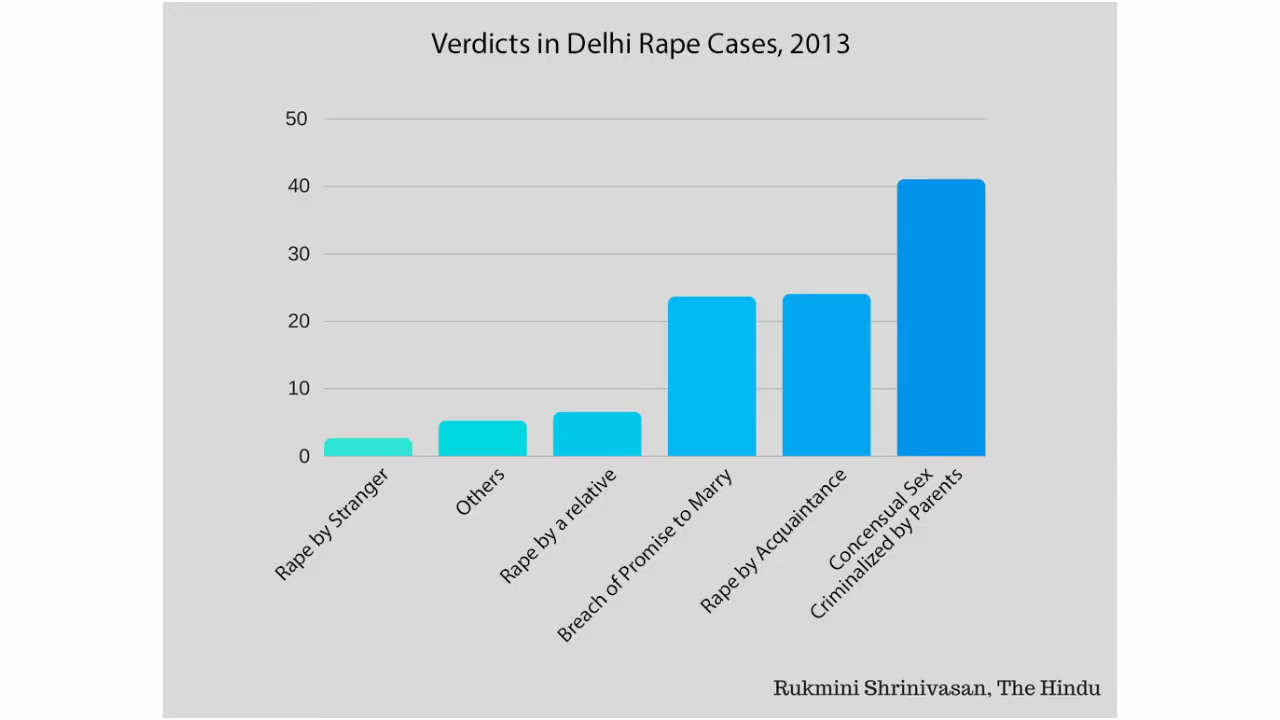 Verdicts in Delhi Rape Cases, 2013
50
40
30
20
10
0
Rape by Stranger
Others
Rape by a relative
Breach of Promise to Marry
Rape by Acquaintance
Concensual Sex
Criminalized by Parents
Rukmini Shrinivasan, The Hindu